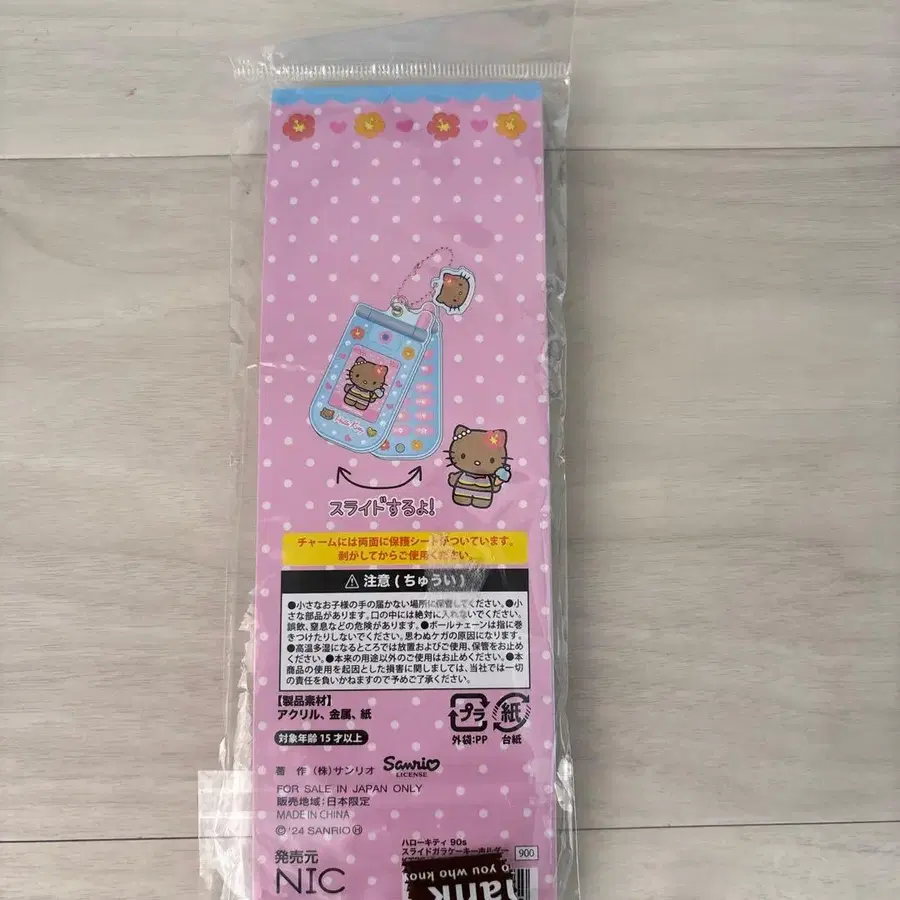 スライドするよ!
チャームには両面に保護シートがついています。
剥がしてからご使用ください。
⚠ 注意 ( ちゅうい )
●小さなお子様の手の届かない場所に保管してください。●小
さな部品があります。口の中には絶対に入れないでください。
誤飲、窒息などの危険があります。●ボールチェーンは指に巻
きつけたりしないでください。思わぬケガの原因になります。
●高温多湿になるところでは放置およびご使用、保管をお止め
ください。●本来の用途以外のご使用はお止めください。●本
商品の使用を起因とした損害に関しましては、当社では一切
の責任を負いかねますので予めご了承ください。
【製品素材】
アクリル、金属、紙
プラ 紙
外袋:PP 台紙
対象年齢 15 才以上
著 作 (株) サンリオ Sanrio
LICENSE
FOR SALE IN JAPAN ONLY
販売地域:日本限定
MADE IN CHINA
©'24 SANRIO Ⓗ
ハローキティ 90s
スライドガラケーキーホルダー
900
発売元
NIC
you who